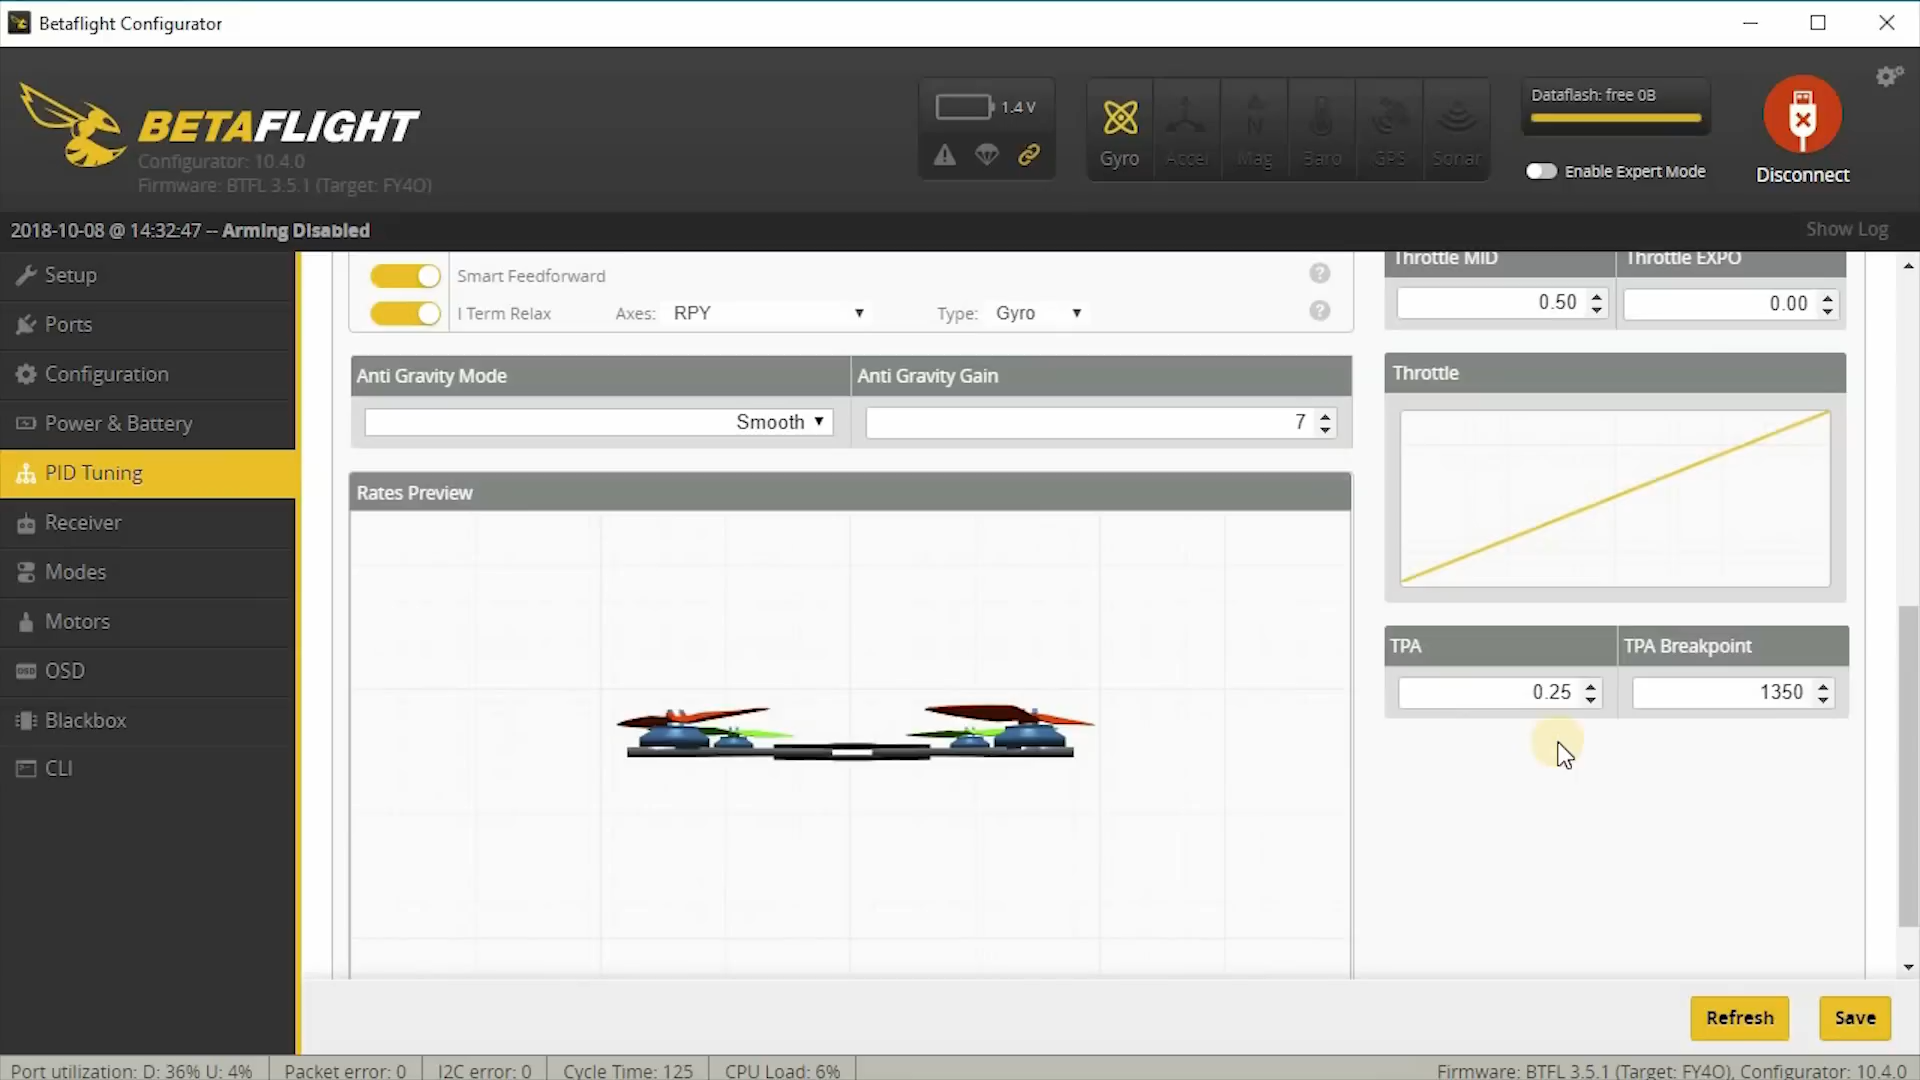 Betaflight Configurator
BETAFLIGHT
Configurator: 10.4.0
Firmware: BTFL 3.5.1 (Target: FY4O)
1.4 V
Gyro
Accel
Mag
Baro
GPS
Sonar
Dataflash: free 0B
Enable Expert Mode
Disconnect
2018-10-08 @ 14:32:47 -- Arming Disabled
Show Log
Setup
Ports
Configuration
Power & Battery
PID Tuning
Receiver
Modes
Motors
OSD
Blackbox
CLI
Smart Feedforward
I Term Relax Axes: RPY Type: Gyro
Anti Gravity Mode Anti Gravity Gain
Smooth 7
Rates Preview
Throttle MID Throttle EXPO
0.50 0.00
Throttle
TPA TPA Breakpoint
0.25 1350
Refresh Save
Port utilization: D: 36% U: 4% Packet error: 0 I2C error: 0 Cycle Time: 125 CPU Load: 6% Firmware: BTFL 3.5.1 (Target: FY4O), Configurator: 10.4.0